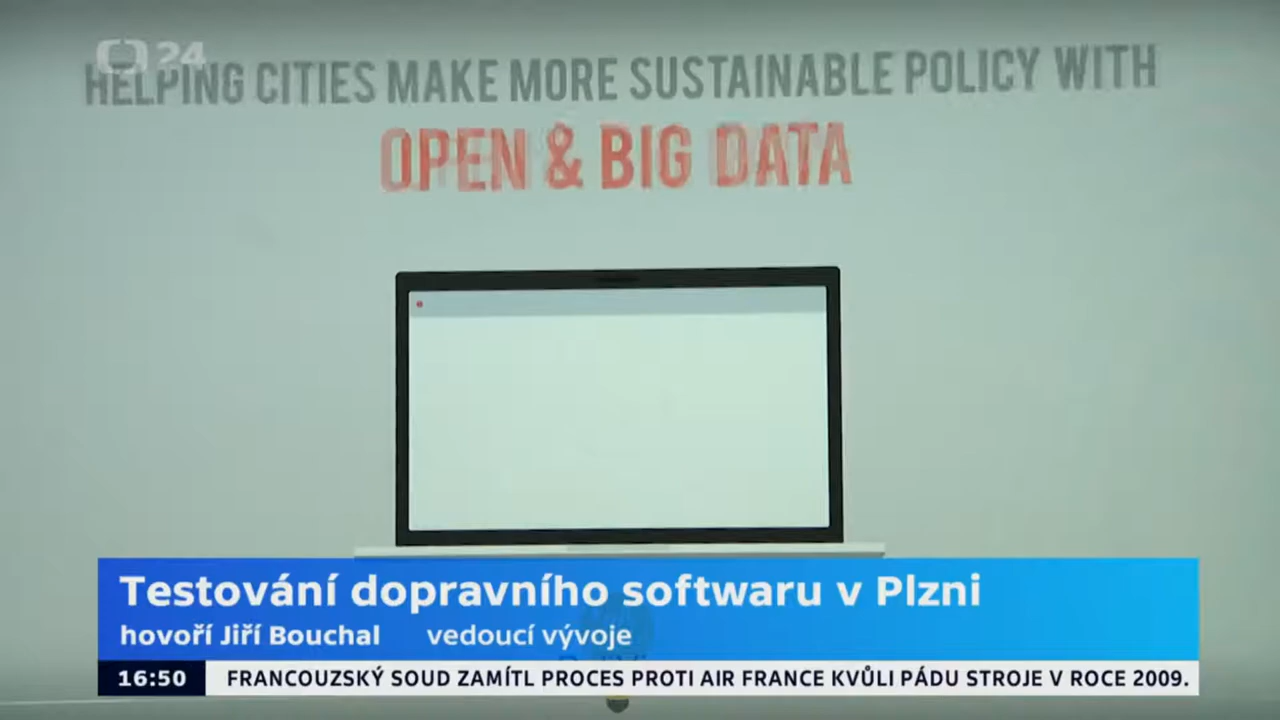 24
HELPING CITIES MAKE MORE SUSTAINABLE POLICY WITH
OPEN & BIG DATA
Testování dopravního softwaru v Plzni
hovoří Jiří Bouchal vedoucí vývoje
16:50 FRANCOUZSKÝ SOUD ZAMÍTL PROCES PROTI AIR FRANCE KVŮLI PÁDU STROJE V ROCE 2009.